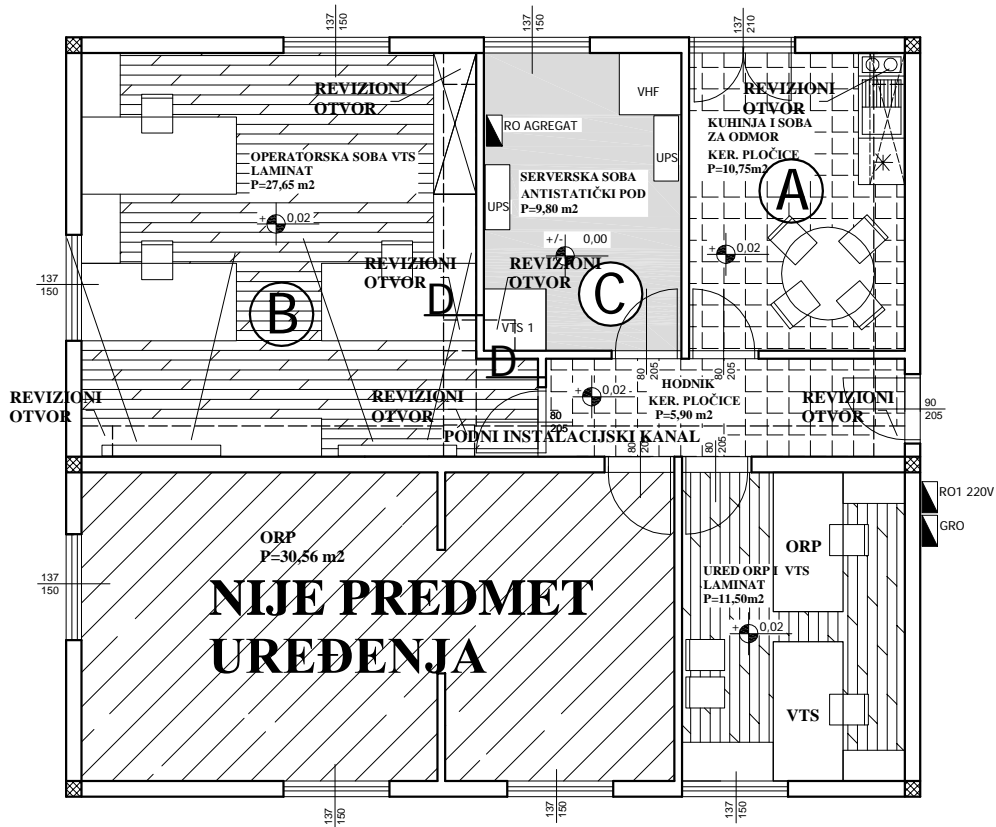 137
150
137
150
137
210
REVIZIONI
OTVOR
VHF
REVIZIONI
OTVOR
RO AGREGAT
KUHINJA I SOBA
ZA ODMOR
KER. PLOČICE
P=10,75m2
OPERATORSKA SOBA VTS
LAMINAT
P=27,65 m2
UPS
SERVERSKA SOBA
ANTISTATIČKI POD
P=9,80 m2
UPS
A
+ 0,02
+/- 0,00
+ 0,02
REVIZIONI
OTVOR
REVIZIONI
OTVOR
137
150
B
D
C
VTS 1
D
80
205
80
205
HODNIK
KER. PLOČICE
P=5,90 m2
+ 0,02
REVIZIONI
OTVOR
REVIZIONI
OTVOR
80
205
REVIZIONI
OTVOR
90
205
PODNI INSTALACIJSKI KANAL
80
205
80
205
RO1 220V
GRO
ORP
P=30,56 m2
NIJE PREDMET
UREĐENJA
137
150
ORP
URED ORP I VTS
LAMINAT
P=11,50m2
+ 0,02
VTS
137
150
137
150
137
150